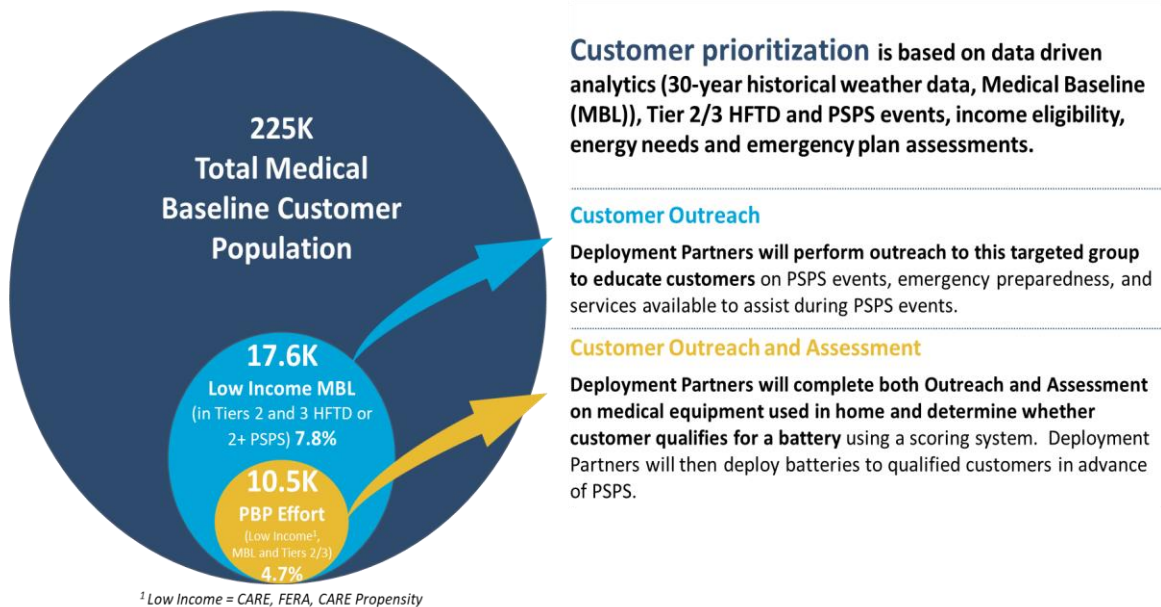 225K
Total Medical
Baseline Customer
Population
17.6K
Low Income MBL
(in Tiers 2 and 3 HFTD or
2+ PSPS) 7.8%
10.5K
PBP Effort
(Low Income¹,
MBL and Tiers 2/3)
4.7%
¹ Low Income = CARE, FERA, CARE Propensity
Customer prioritization is based on data driven
analytics (30-year historical weather data, Medical Baseline
(MBL)), Tier 2/3 HFTD and PSPS events, income eligibility,
energy needs and emergency plan assessments.
Customer Outreach
Deployment Partners will perform outreach to this targeted group
to educate customers on PSPS events, emergency preparedness, and
services available to assist during PSPS events.
Customer Outreach and Assessment
Deployment Partners will complete both Outreach and Assessment
on medical equipment used in home and determine whether
customer qualifies for a battery using a scoring system. Deployment
Partners will then deploy batteries to qualified customers in advance
of PSPS.